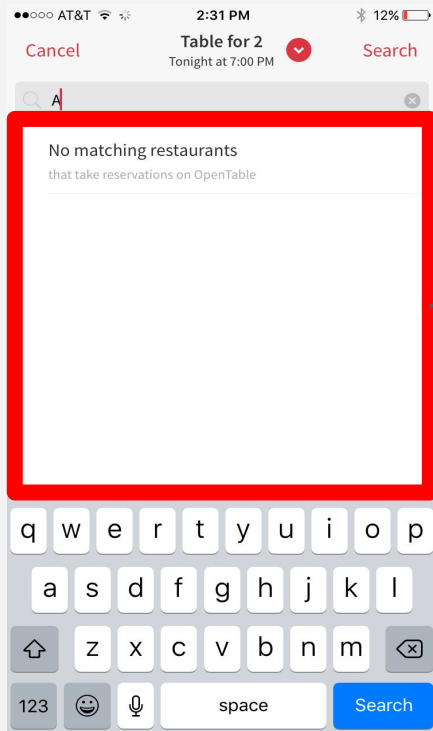 AT&T 2:31 PM 12%
Cancel Table for 2 Search
Tonight at 7:00 PM
A
No matching restaurants
that take reservations on OpenTable
q w e r t y u i o p
a s d f g h j k l
z x c v b n m
123 space Search